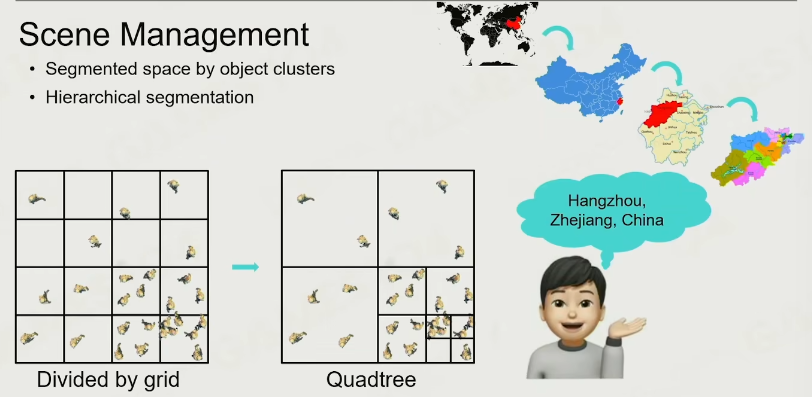 Scene Management
• Segmented space by object clusters
• Hierarchical segmentation
Hangzhou,
Zhejiang, China
Divided by grid
Quadtree